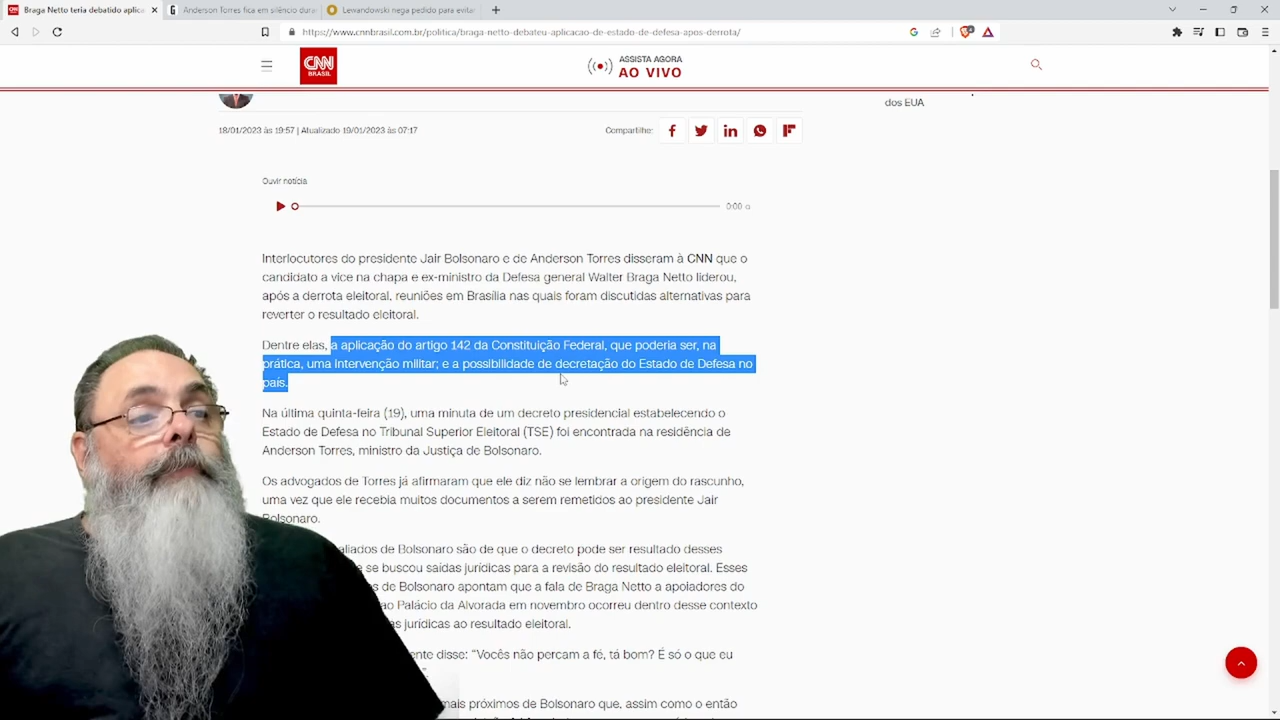 Braga Netto teria debatido aplica
Anderson Torres fica em silêncio dura
Lewandowski nega pedido para evitar
https://www.cnnbrasil.com.br/politica/braga-netto-debateu-aplicacao-de-estado-de-defesa-apos-derrota/
CNN
BRASIL
ASSISTA AGORA
AO VIVO
dos EUA
18/01/2023 às 19:57 | Atualizado 19/01/2023 às 07:17
Compartilhe:
Ouvir notícia
0:00
Interlocutores do presidente Jair Bolsonaro e de Anderson Torres disseram à CNN que o
candidato a vice na chapa e ex-ministro da Defesa general Walter Braga Netto liderou,
após a derrota eleitoral, reuniões em Brasília nas quais foram discutidas alternativas para
reverter o resultado eleitoral.
Dentre elas, a aplicação do artigo 142 da Constituição Federal, que poderia ser, na
prática, uma intervenção militar; e a possibilidade de decretação do Estado de Defesa no
país.
Na última quinta-feira (19), uma minuta de um decreto presidencial estabelecendo o
Estado de Defesa no Tribunal Superior Eleitoral (TSE) foi encontrada na residência de
Anderson Torres, ministro da Justiça de Bolsonaro.
Os advogados de Torres já afirmaram que ele diz não se lembrar a origem do rascunho,
uma vez que ele recebia muitos documentos a serem remetidos ao presidente Jair
Bolsonaro.
aliados de Bolsonaro são de que o decreto pode ser resultado desses
e se buscou saídas jurídicas para a revisão do resultado eleitoral. Esses
s de Bolsonaro apontam que a fala de Braga Netto a apoiadores do
ao Palácio da Alvorada em novembro ocorreu dentro desse contexto
as jurídicas ao resultado eleitoral.
ente disse: “Vocês não percam a fé, tá bom? É só o que eu
mais próximos de Bolsonaro que, assim como o então